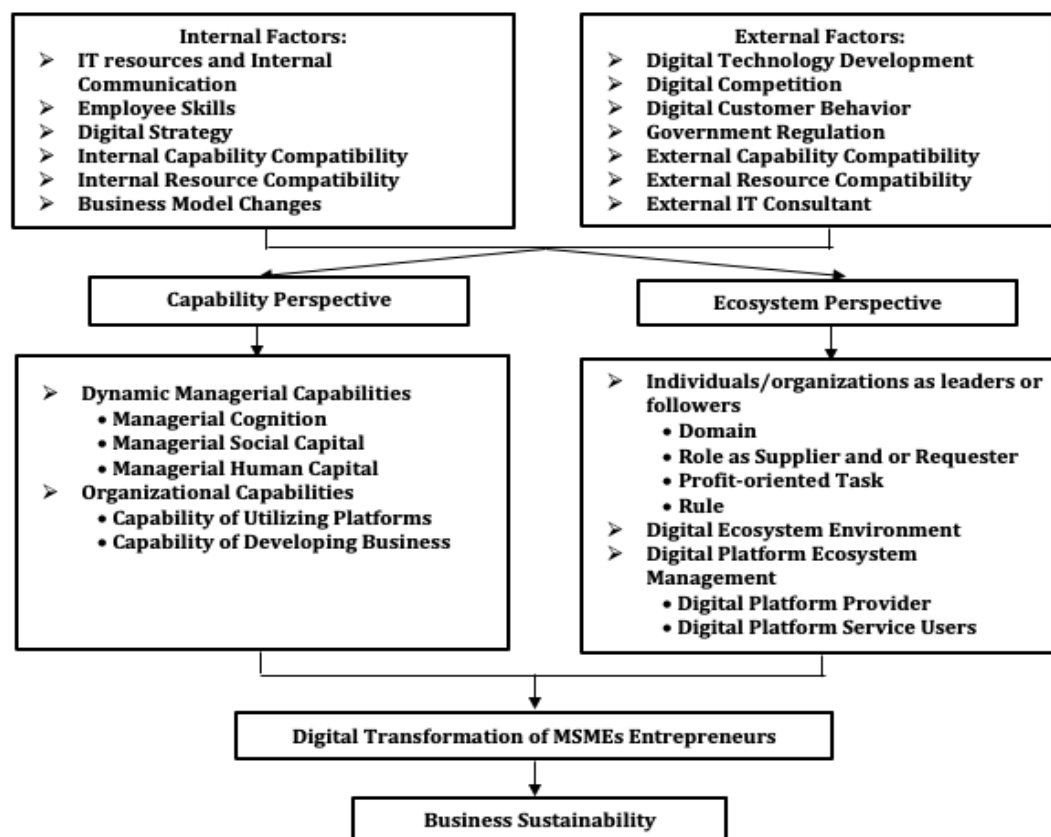 Internal Factors:
➢ IT resources and Internal
Communication
➢ Employee Skills
➢ Digital Strategy
➢ Internal Capability Compatibility
➢ Internal Resource Compatibility
➢ Business Model Changes
External Factors:
➢ Digital Technology Development
➢ Digital Competition
➢ Digital Customer Behavior
➢ Government Regulation
➢ External Capability Compatibility
➢ External Resource Compatibility
➢ External IT Consultant
Capability Perspective
Ecosystem Perspective
➢ Dynamic Managerial Capabilities
• Managerial Cognition
• Managerial Social Capital
• Managerial Human Capital
➢ Organizational Capabilities
• Capability of Utilizing Platforms
• Capability of Developing Business
➢ Individuals/organizations as leaders or
followers
• Domain
• Role as Supplier and or Requester
• Profit-oriented Task
• Rule
➢ Digital Ecosystem Environment
➢ Digital Platform Ecosystem
Management
• Digital Platform Provider
• Digital Platform Service Users
Digital Transformation of MSMEs Entrepreneurs
Business Sustainability